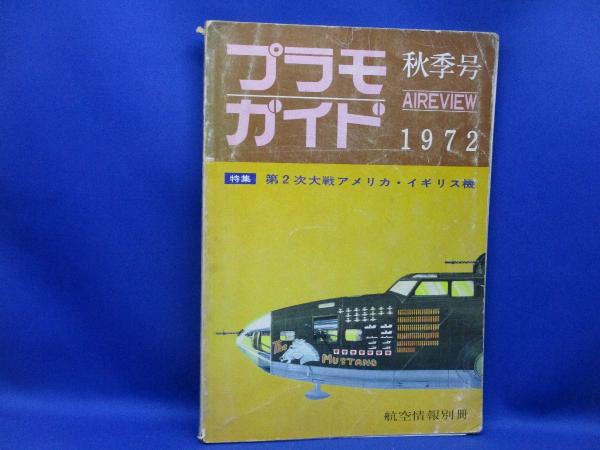 プラモ
ガイド
秋季号
AIREVIEW
1972
特集 第2次大戦アメリカ・イギリス機
The
MUSTANG
航空情報別冊